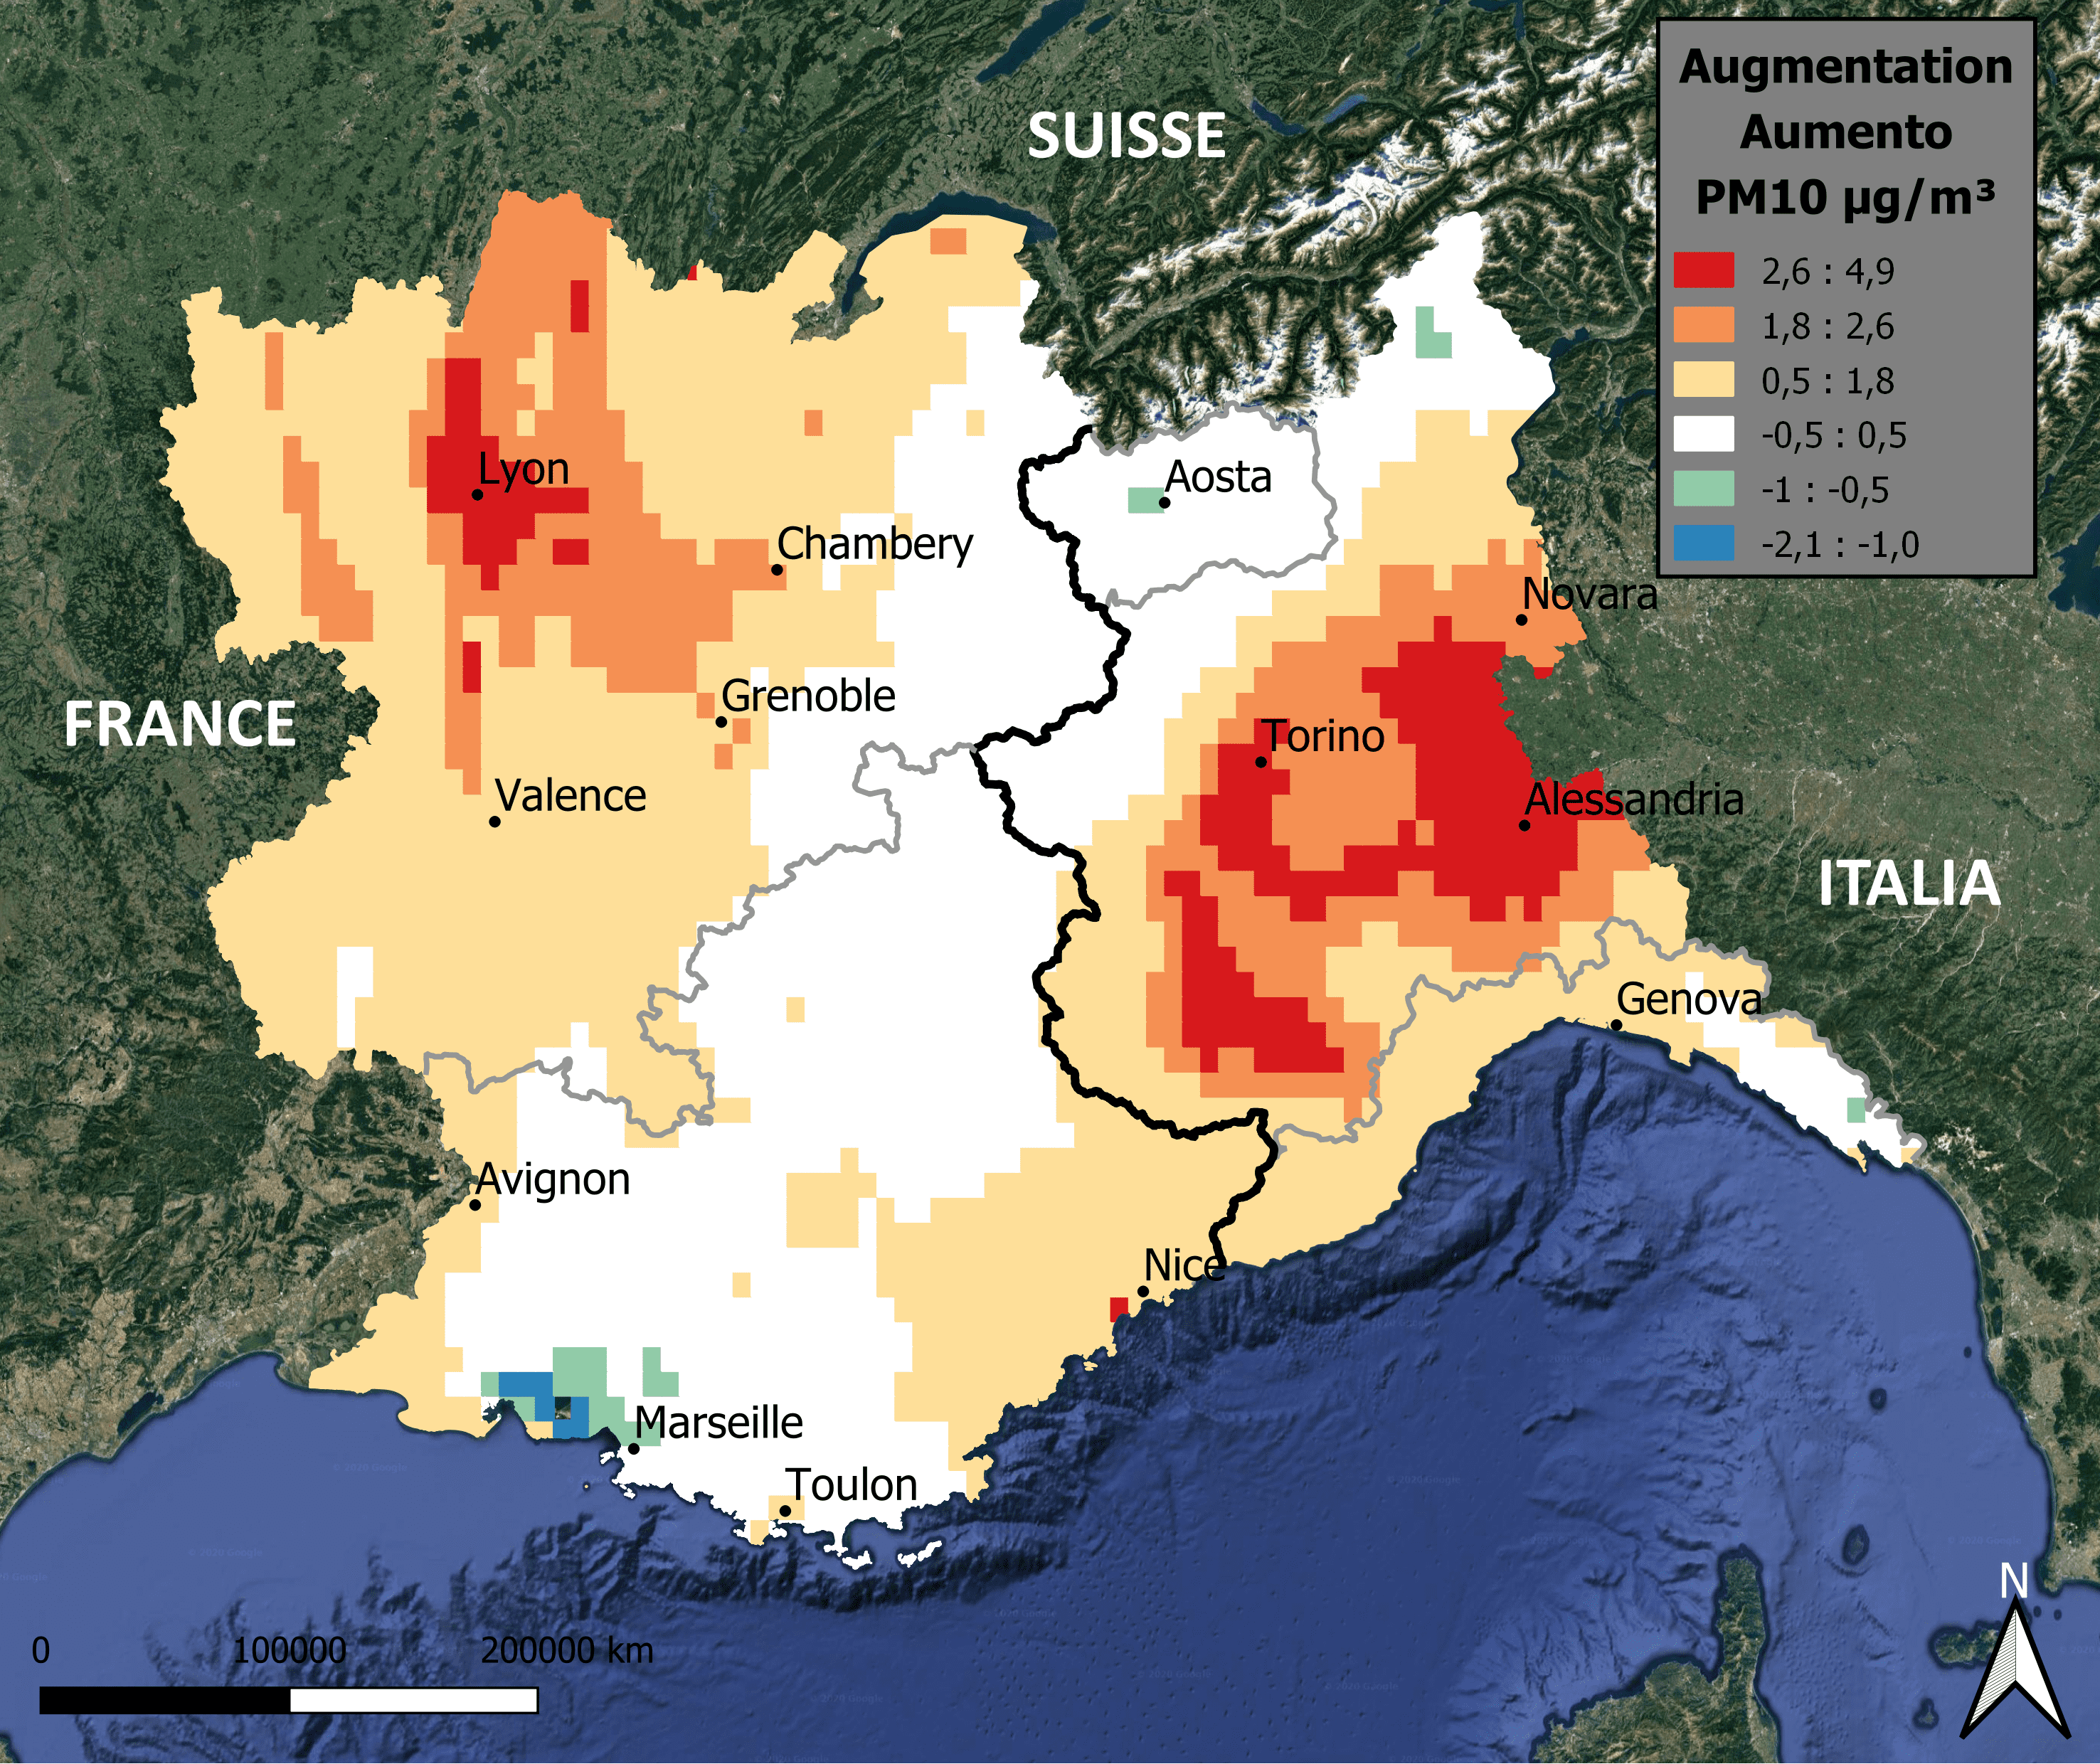 Augmentation
Aumento
PM10 µg/m³
2,6 : 4,9
1,8 : 2,6
0,5 : 1,8
-0,5 : 0,5
-1 : -0,5
-2,1 : -1,0
SUISSE
Lyon
Aosta
Chambery
Novara
FRANCE
Grenoble
Torino
Valence
Alessandria
ITALIA
Genova
Avignon
Nice
Marseille
Toulon
N
0 100000 200000 km
© 2020 Google